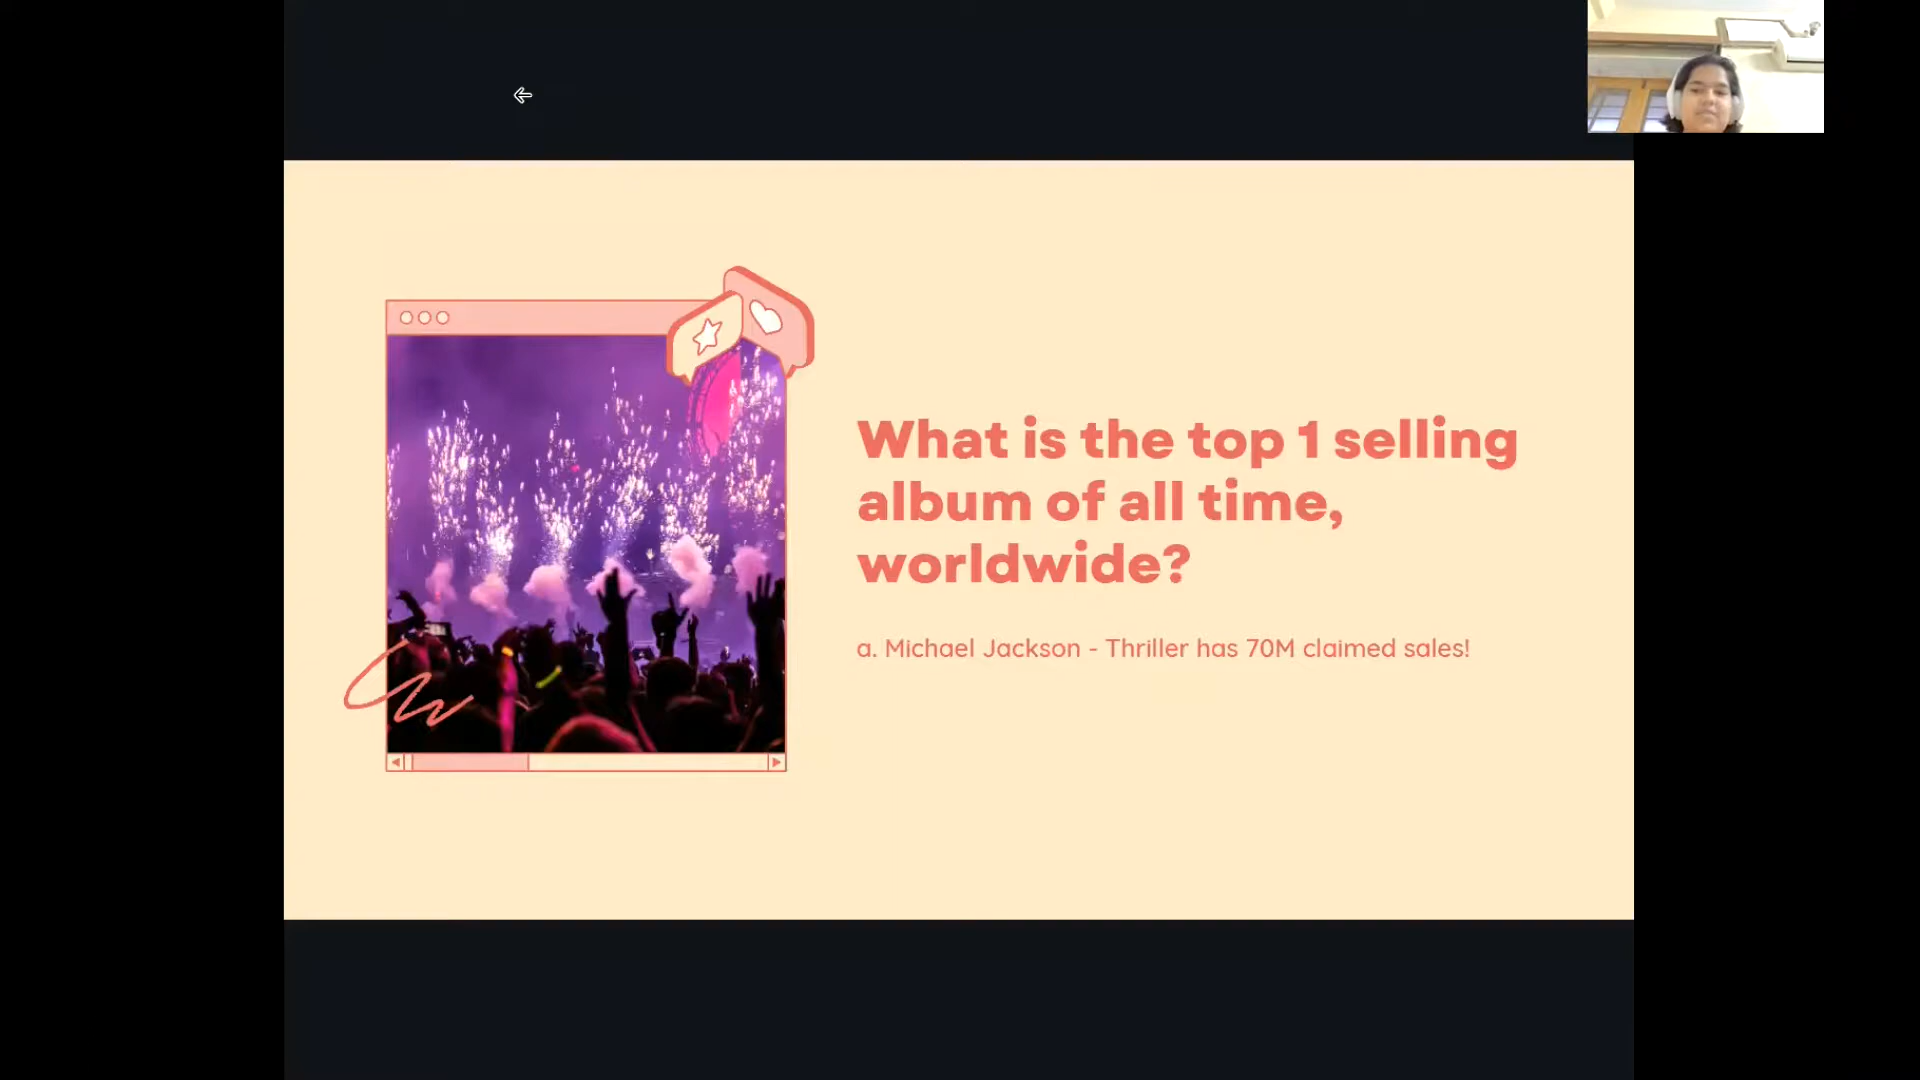 What is the top 1 selling
album of all time,
worldwide?
a. Michael Jackson - Thriller has 70M claimed sales!